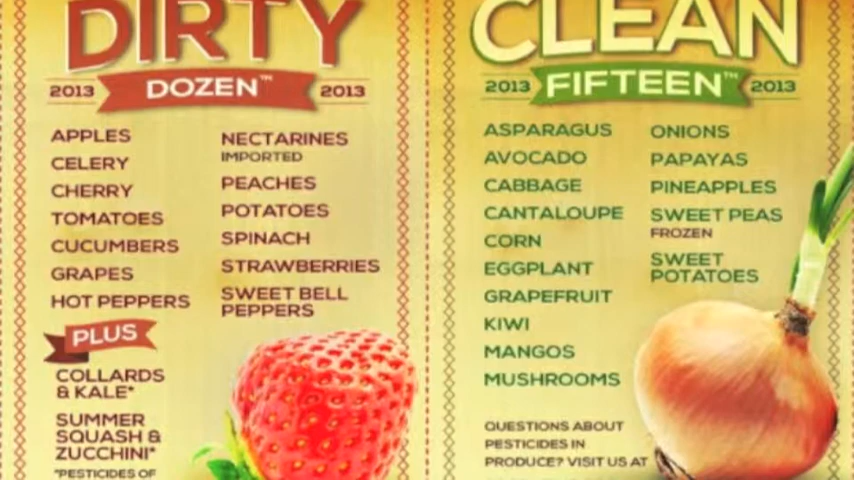 DIRTY
2013 DOZEN™ 2013
APPLES
CELERY
CHERRY
TOMATOES
CUCUMBERS
GRAPES
HOT PEPPERS
NECTARINES
IMPORTED
PEACHES
POTATOES
SPINACH
STRAWBERRIES
SWEET BELL
PEPPERS
PLUS
COLLARDS
& KALE*
SUMMER
SQUASH &
ZUCCHINI*
*PESTICIDES OF
CLEAN
2013 FIFTEEN™ 2013
ASPARAGUS
AVOCADO
CABBAGE
CANTALOUPE
CORN
EGGPLANT
GRAPEFRUIT
KIWI
MANGOS
MUSHROOMS
ONIONS
PAPAYAS
PINEAPPLES
SWEET PEAS
FROZEN
SWEET
POTATOES
QUESTIONS ABOUT
PESTICIDES IN
PRODUCE? VISIT US AT